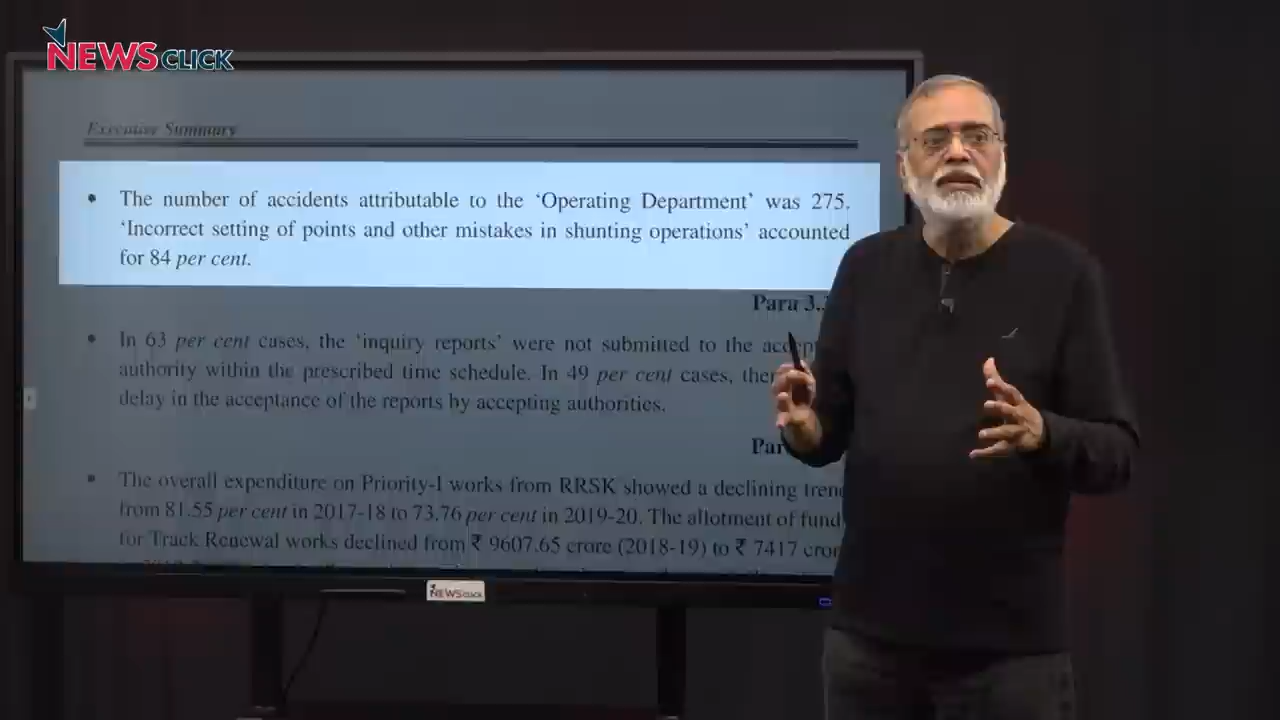 NEWSCLICK
Executive Summary
• The number of accidents attributable to the ‘Operating Department’ was 275.
‘Incorrect setting of points and other mistakes in shunting operations’ accounted
for 84 per cent.
Para 3.
• In 63 per cent cases, the ‘inquiry reports’ were not submitted to the
authority within the prescribed time schedule. In 49 per cent cases,
delay in the acceptance of the reports by accepting authorities.
• The overall expenditure on Priority-I works from RRSK showed a declining
from 81.55 per cent in 2017-18 to 73.76 per cent in 2019-20. The allotment of
for Track Renewal works declined from ₹ 9607.65 crore (2018-19) to ₹ 7417
NEWSCLICK